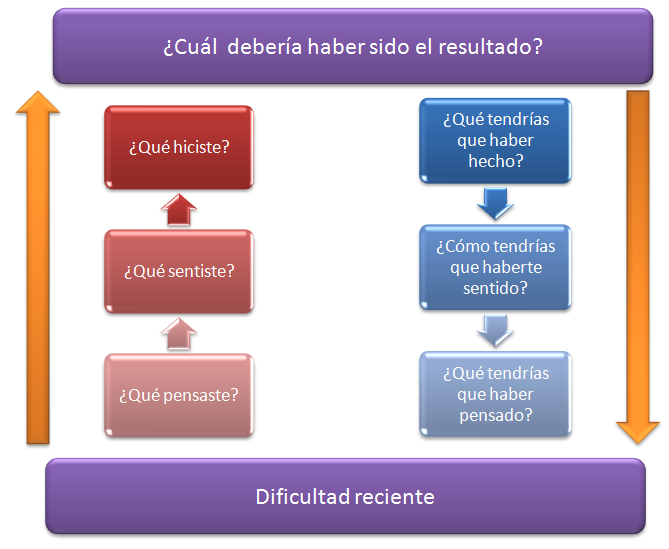 ¿Cuál debería haber sido el resultado?
¿Qué hiciste?
¿Qué sentiste?
¿Qué pensaste?
¿Qué tendrías
que haber
hecho?
¿Cómo tendrías
que haberte
sentido?
¿Qué tendrías
que haber
pensado?
Dificultad reciente